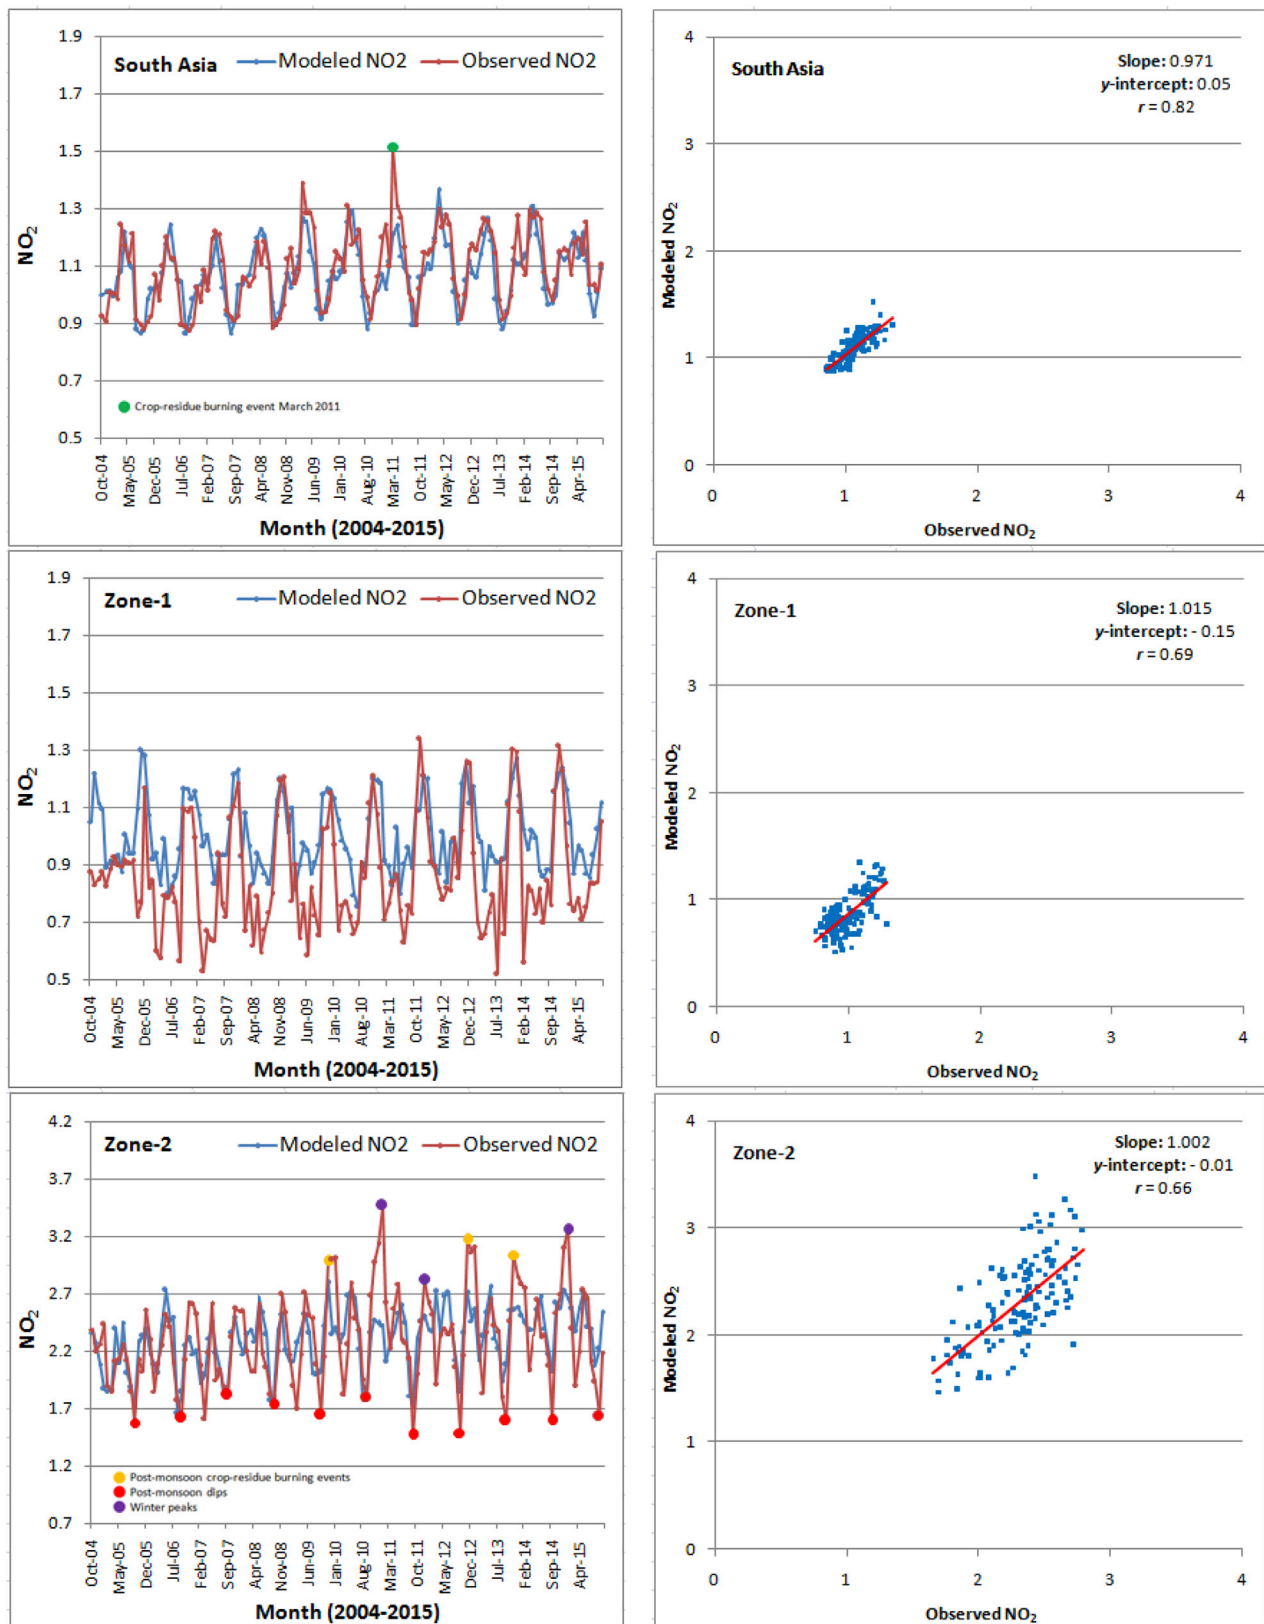 South Asia
Modeled NO2
Observed NO2
NO2
1.9
1.7
1.5
1.3
1.1
0.9
0.7
0.5
Crop-residue burning event March 2011
Oct-04 May-05 Dec-05 Jul-06 Feb-07 Sep-07 Apr-08 Nov-08 Jun-09 Jan-10 Aug-10 Mar-11 Oct-11 May-12 Dec-12 Jul-13 Feb-14 Sep-14 Apr-15
Month (2004-2015)
South Asia
Slope: 0.971
y-intercept: 0.05
r = 0.82
Modeled NO2
4
3
2
1
0
0 1 2 3 4
Observed NO2
Zone-1
Modeled NO2
Observed NO2
NO2
1.9
1.7
1.5
1.3
1.1
0.9
0.7
0.5
Oct-04 May-05 Dec-05 Jul-06 Feb-07 Sep-07 Apr-08 Nov-08 Jun-09 Jan-10 Aug-10 Mar-11 Oct-11 May-12 Dec-12 Jul-13 Feb-14 Sep-14 Apr-15
Month (2004-2015)
Zone-1
Slope: 1.015
y-intercept: - 0.15
r = 0.69
Modeled NO2
4
3
2
1
0
0 1 2 3 4
Observed NO2
Zone-2
Modeled NO2
Observed NO2
NO2
4.2
3.7
3.2
2.7
2.2
1.7
1.2
0.7
Post-monsoon crop-residue burning events
Post-monsoon dips
Winter peaks
Oct-04 May-05 Dec-05 Jul-06 Feb-07 Sep-07 Apr-08 Nov-08 Jun-09 Jan-10 Aug-10 Mar-11 Oct-11 May-12 Dec-12 Jul-13 Feb-14 Sep-14 Apr-15
Month (2004-2015)
Zone-2
Slope: 1.002
y-intercept: - 0.01
r = 0.66
Modeled NO2
4
3
2
1
0
0 1 2 3 4
Observed NO2